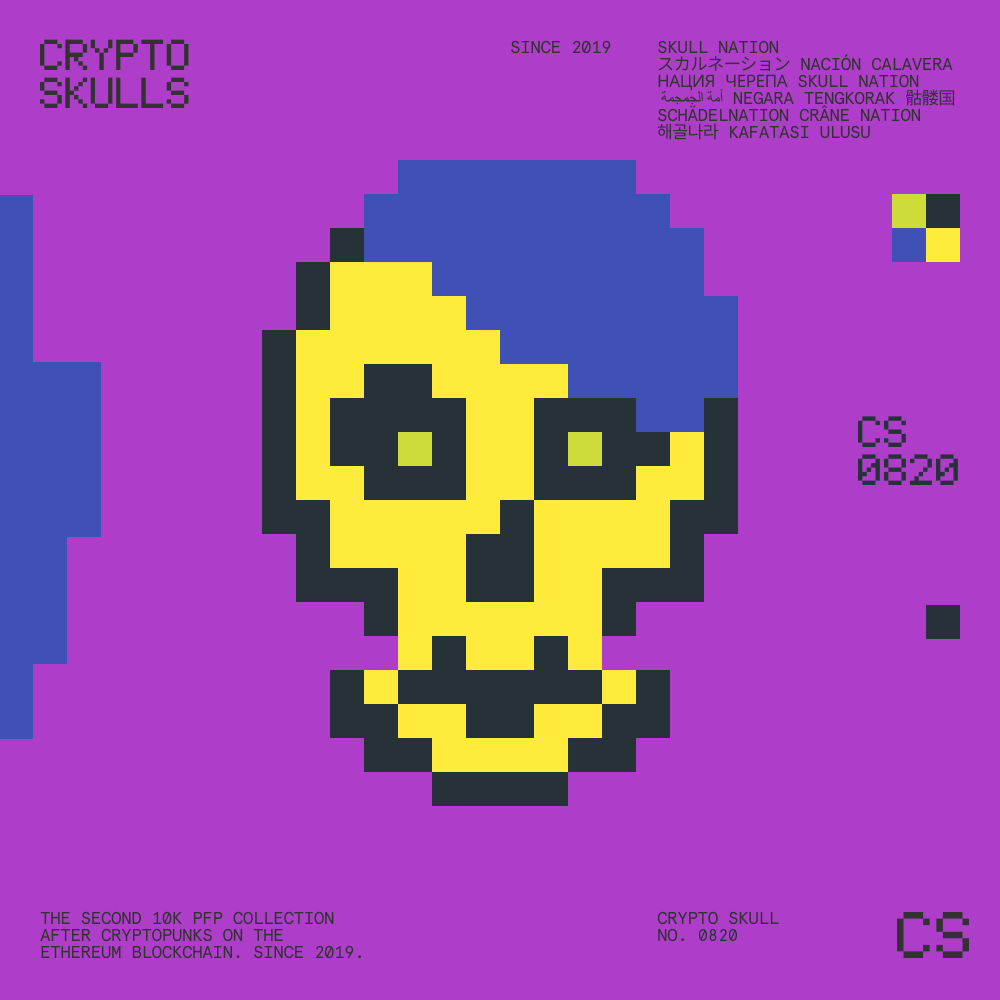 CRYPTO
SKULLS
SINCE 2019
SKULL NATION
スカルネーション NACIÓN CALAVERA
НАЦИЯ ЧЕРЕПА SKULL NATION
أمة الجمجمة NEGARA TENGKORAK 骷髅国
SCHÄDELNATION CRÂNE NATION
해골나라 KAFATASI ULUSU
CS
0820
THE SECOND 10K PFP COLLECTION
AFTER CRYPTOPUNKS ON THE
ETHEREUM BLOCKCHAIN. SINCE 2019.
CRYPTO SKULL
NO. 0820
CS